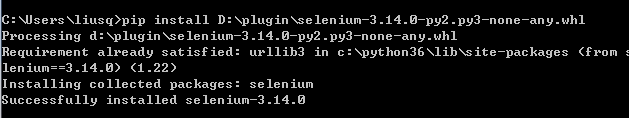 C:\Users\liusq>pip install D:\plugin\selenium-3.14.0-py2.py3-none-any.whl
Processing d:\plugin\selenium-3.14.0-py2.py3-none-any.whl
Requirement already satisfied: urllib3 in c:\python36\lib\site-packages (from s
lenium==3.14.0) (1.22)
Installing collected packages: selenium
Successfully installed selenium-3.14.0